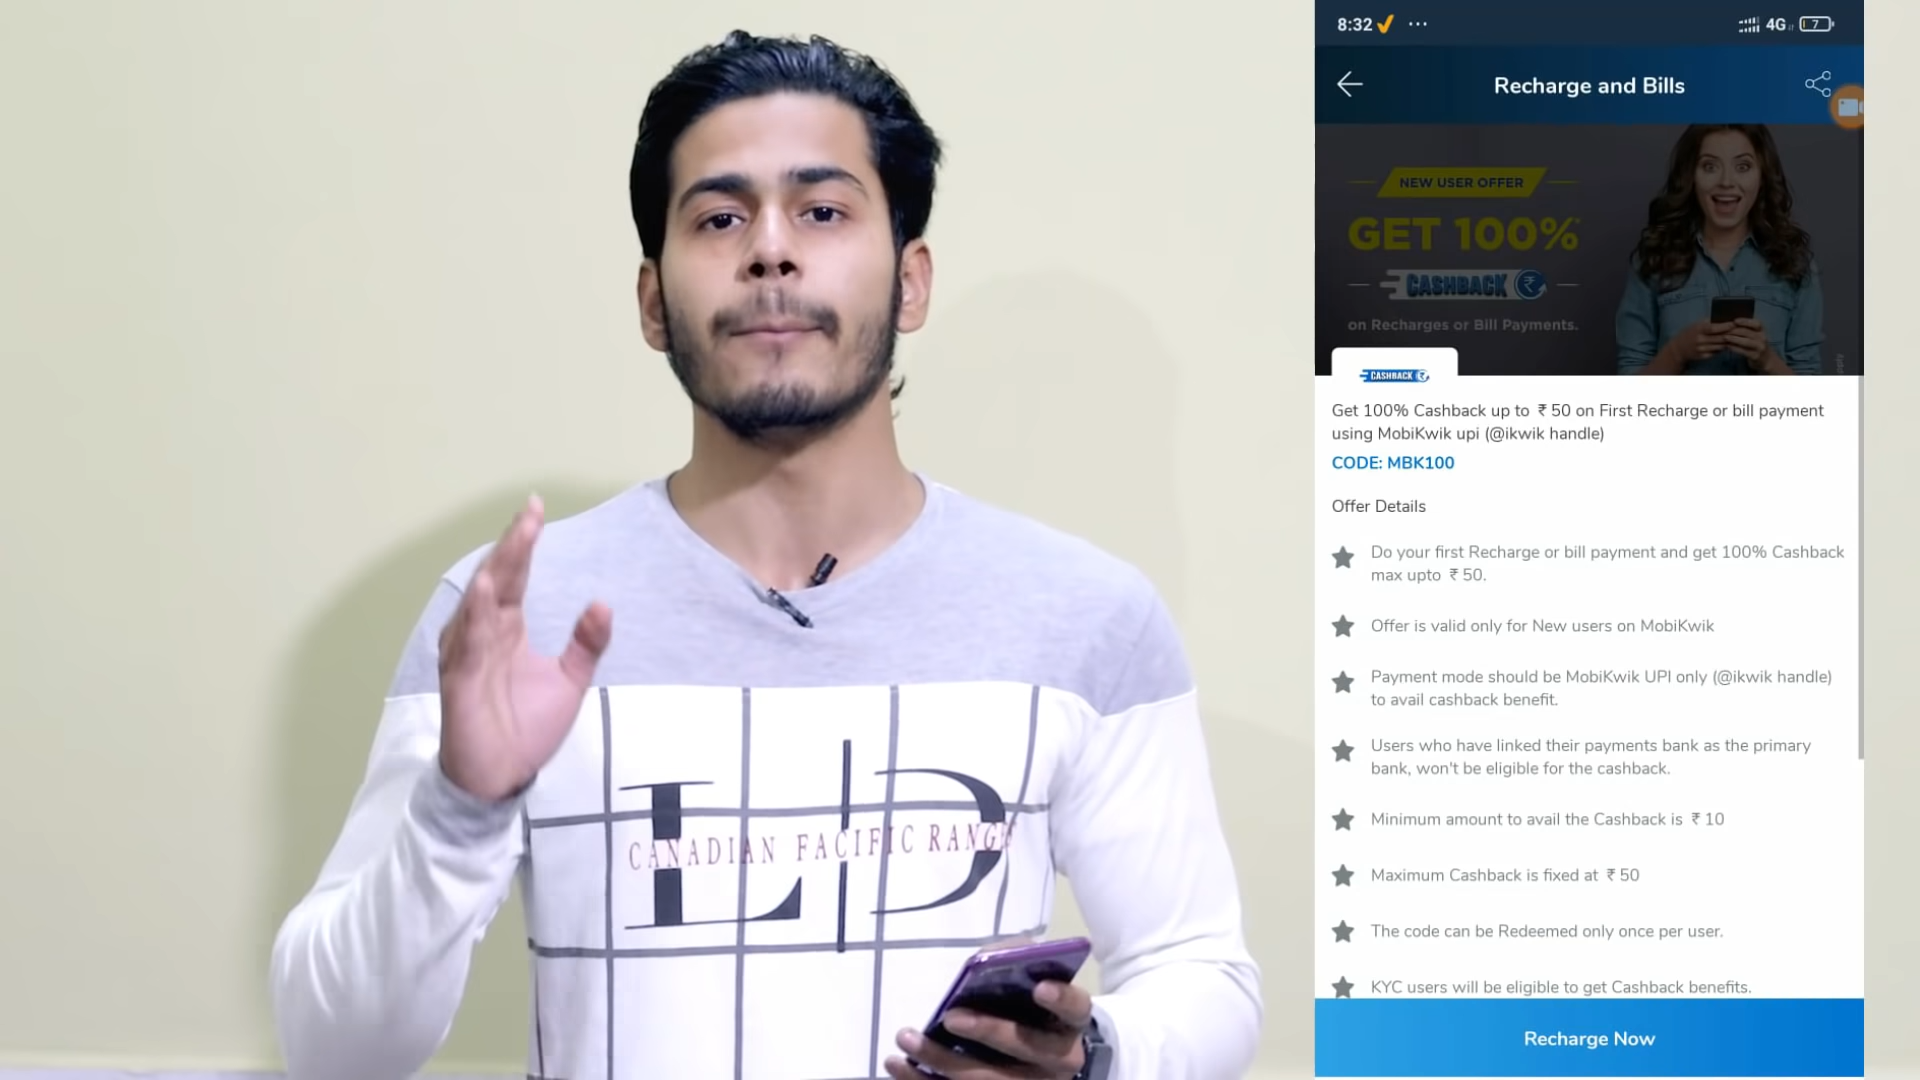 8:32
4G
7
Recharge and Bills
NEW USER OFFER
GET 100%*
CASHBACK ₹
on Recharges or Bill Payments.
CASHBACK ₹
Get 100% Cashback up to ₹ 50 on First Recharge or bill payment
using MobiKwik upi (@ikwik handle)
CODE: MBK100
Offer Details
Do your first Recharge or bill payment and get 100% Cashback
max upto ₹ 50.
Offer is valid only for New users on MobiKwik
Payment mode should be MobiKwik UPI only (@ikwik handle)
to avail cashback benefit.
Users who have linked their payments bank as the primary
bank, won't be eligible for the cashback.
Minimum amount to avail the Cashback is ₹ 10
Maximum Cashback is fixed at ₹ 50
The code can be Redeemed only once per user.
KYC users will be eligible to get Cashback benefits.
Recharge Now
LD
CANADIAN FACIFIC RANGE